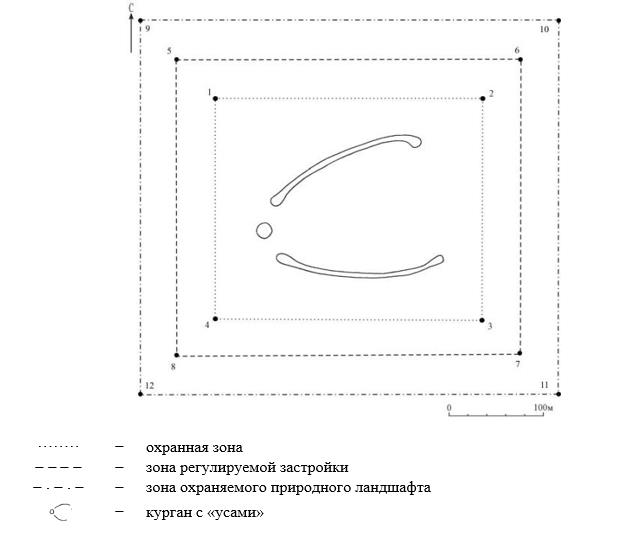 С
9 10
5 6
1 2
4 3
8 7
12 11
0 100м
– охранная зона
– зона регулируемой застройки
– зона охраняемого природного ландшафта
– курган с «усами»